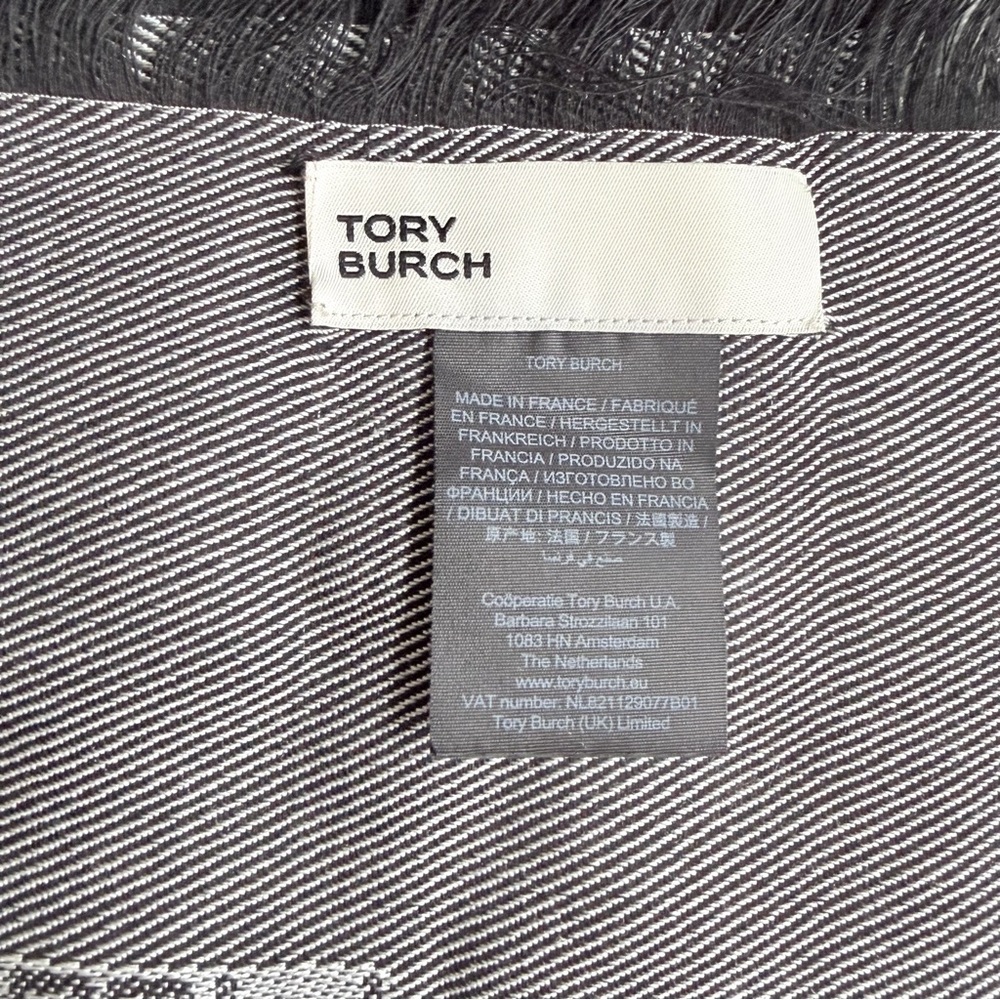 TORY
BURCH
TORY BURCH
MADE IN FRANCE / FABRIQUÉ
EN FRANCE / HERGESTELLT IN
FRANKREICH / PRODOTTO IN
FRANCIA / PRODUZIDO NA
FRANÇA / ИЗГОТОВЛЕНО ВО
ФРАНЦИИ / HECHO EN FRANCIA
/ DIBUAT DI PRANCIS / 法國製造 /
原产地: 法国 / フランス製
صنع في فرنسا
Coöperatie Tory Burch U.A.
Barbara Strozzilaan 101
1083 HN Amsterdam
The Netherlands
www.toryburch.eu
VAT number: NL821129077B01
Tory Burch (UK) Limited